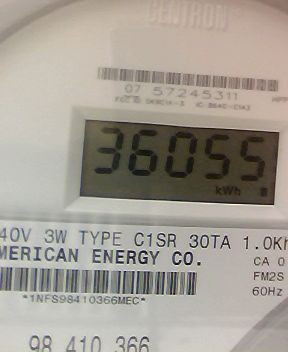 CENTRON
07 57245311
36055
kWh
40V 3W TYPE C1SR 30TA 1.0Kh
MERICAN ENERGY CO.
CA 0
FM2S
60Hz
*1NFS98410366MEC*
98 410 366